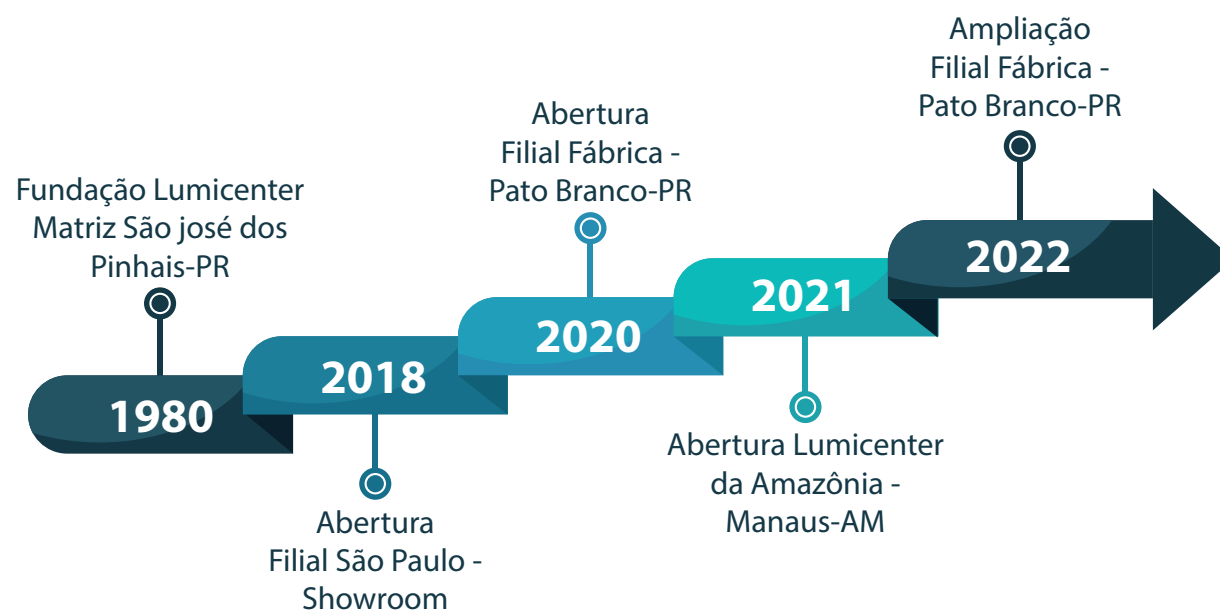 Fundação Lumicenter
Matriz São josé dos
Pinhais-PR
1980
2018
Abertura
Filial São Paulo -
Showroom
Abertura
Filial Fábrica -
Pato Branco-PR
2020
2021
Abertura Lumicenter
da Amazônia -
Manaus-AM
Ampliação
Filial Fábrica -
Pato Branco-PR
2022